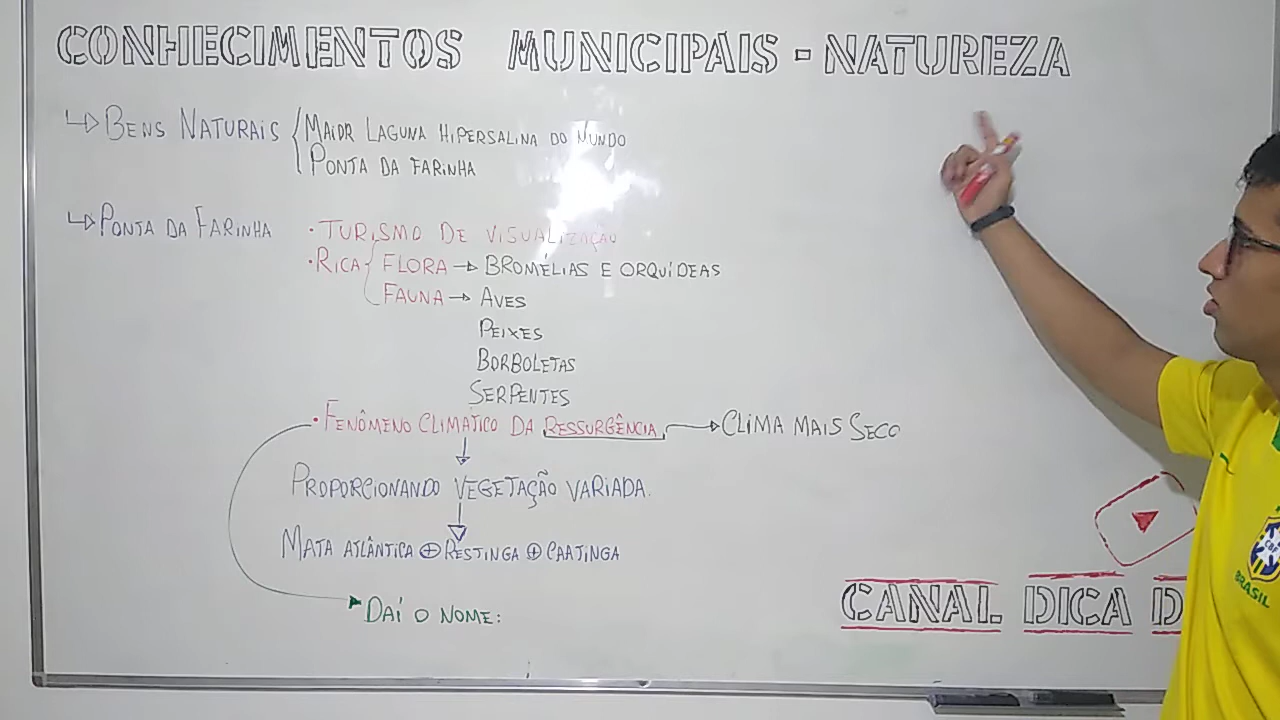 CONHECIMENTOS MUNICIPAIS - NATUREZA
↳ BENS NATURAIS { MAIOR LAGUNA HIPERSALINA DO MUNDO
PONTA DA FARINHA
↳ PONTA DA FARINHA • TURISMO DE VISUALIZAÇÃO
• RICA { FLORA → BROMÉLIAS E ORQUÍDEAS
FAUNA → AVES
PEIXES
BORBOLETAS
SERPENTES
• FENÔMENO CLIMÁTICO DA RESSURGÊNCIA, → CLIMA MAIS SECO
PROPORCIONANDO VEGETAÇÃO VARIADA.
MATA ATLÂNTICA ⊕ RESTINGA ⊕ CAATINGA
DAÍ O NOME:
CANAL DICA D
BRASIL